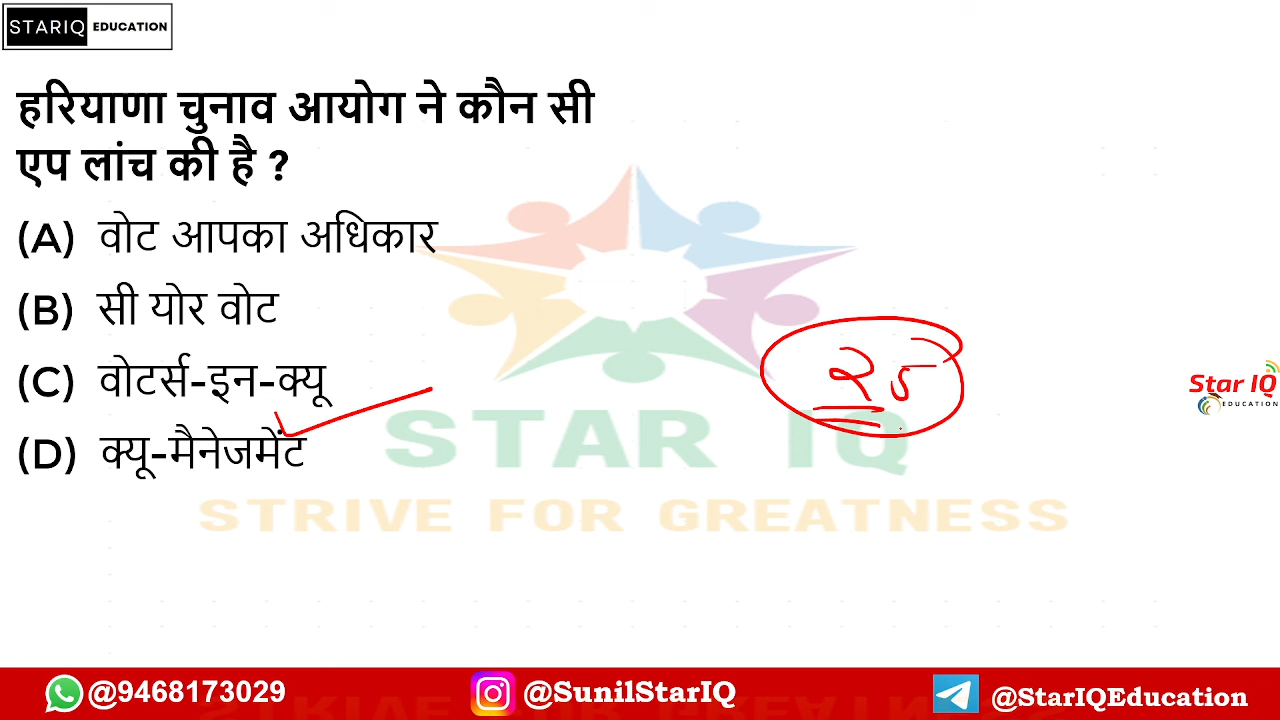 STARIQ EDUCATION
हरियाणा चुनाव आयोग ने कौन सी
एप लांच की है ?
(A) वोट आपका अधिकार
(B) सी योर वोट
(C) वोटर्स-इन-क्यू
(D) क्यू-मैनेजमेंट
Star IQ
EDUCATION
STAR IQ
STRIVE FOR GREATNESS
@9468173029 @SunilStarIQ @StarIQEducation